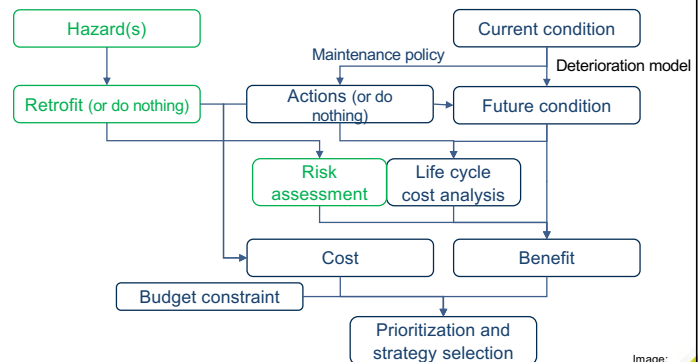 Hazard(s)
Current condition
Maintenance policy
Deterioration model
Retrofit (or do nothing)
Actions (or do
nothing)
Future condition
Risk
assessment
Life cycle
cost analysis
Cost
Benefit
Budget constraint
Prioritization and
strategy selection
Image: